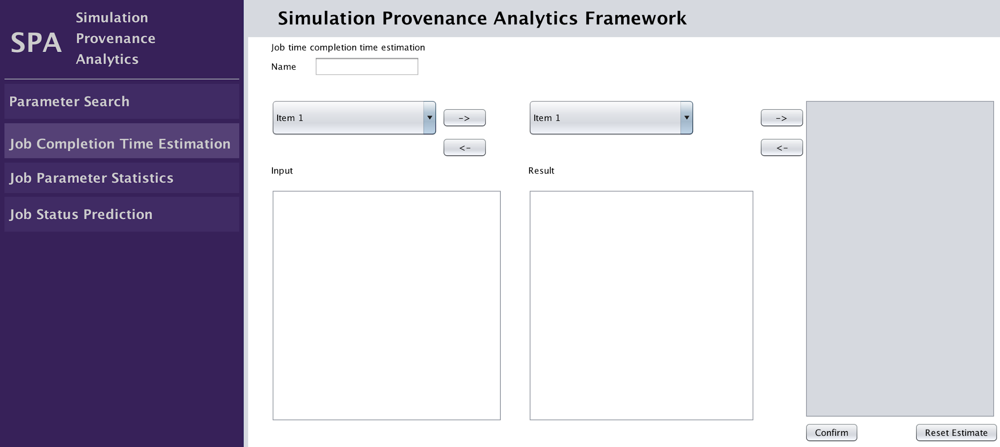 SPA
Simulation
Provenance
Analytics
Parameter Search
Job Completion Time Estimation
Job Parameter Statistics
Job Status Prediction
Simulation Provenance Analytics Framework
Job time completion time estimation
Name
Item 1
->
<-
Item 1
->
<-
Input
Result
Confirm
Reset Estimate